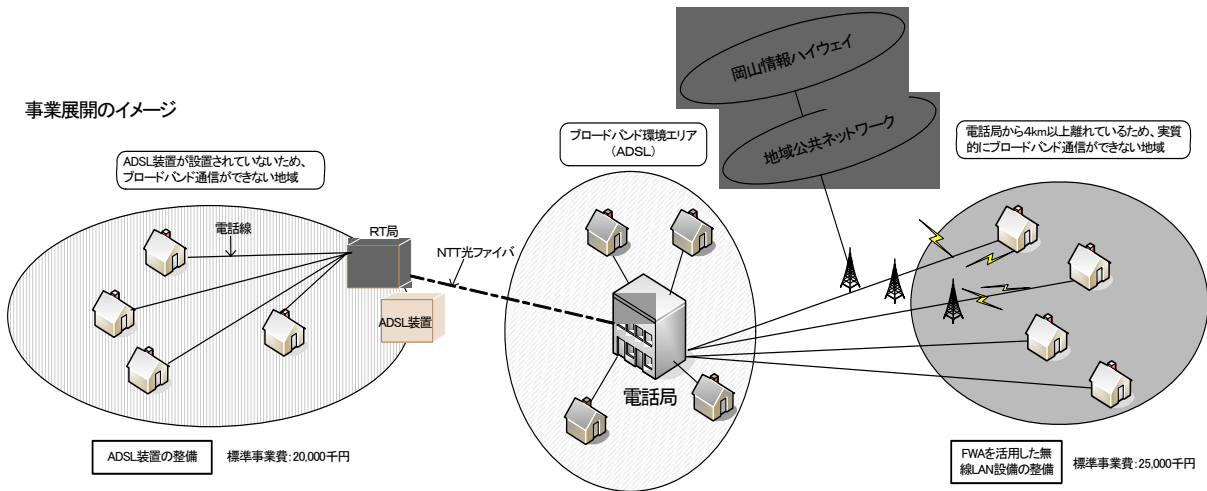 岡山情報ハイウェイ
事業展開のイメージ
地域公共ネットワーク
ブロードバンド環境エリア
(ADSL)
電話局から4km以上離れているため、実質
的にブロードバンド通信ができない地域
ADSL装置が設置されていないため、
ブロードバンド通信ができない地域
電話線
RT局
NTT光ファイバ
ADSL装置
電話局
ADSL装置の整備
標準事業費:20,000千円
FWAを活用した無
線LAN設備の整備
標準事業費:25,000千円